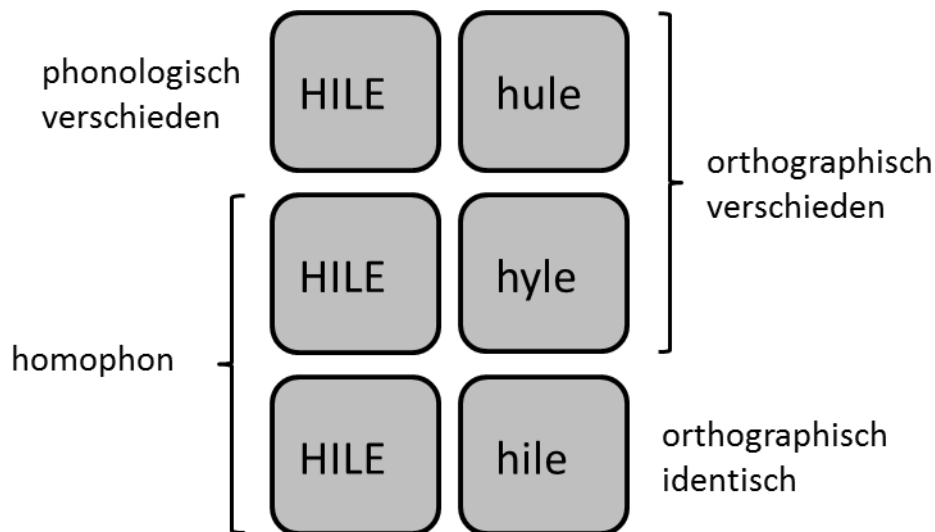 phonologisch
verschieden
HILE hule
orthographisch
verschieden
HILE hyle
homophon
HILE hile
orthographisch
identisch